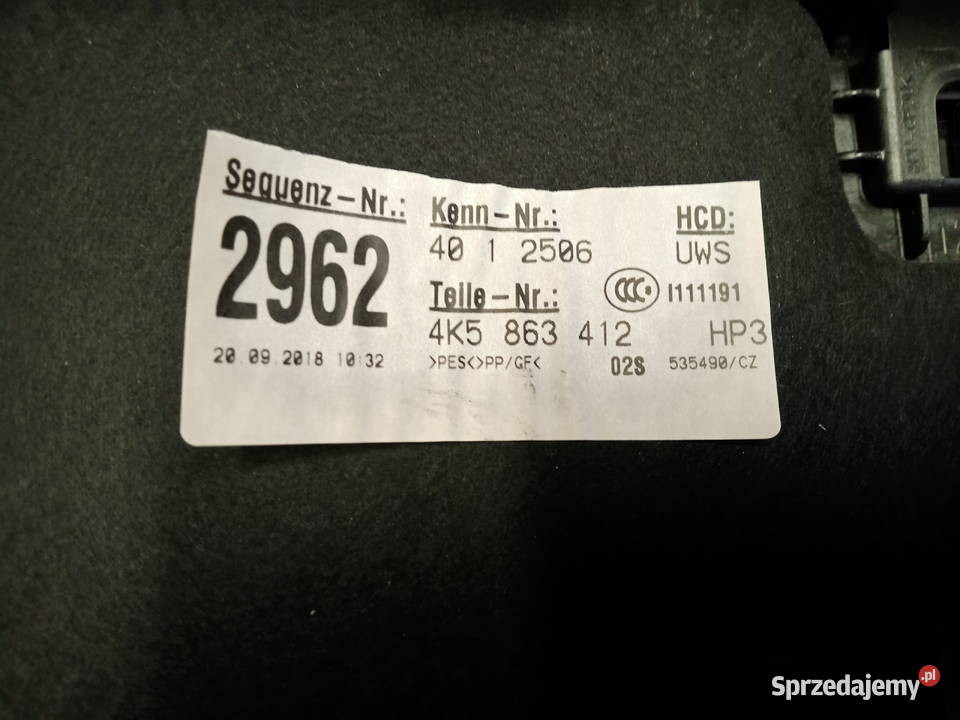 Sequenz-Nr.:
2962
20.09.2018 10:32
Kenn-Nr.:
40 1 2506
HCD:
UWS
Teile-Nr.:
CCC I111191
4K5 863 412 HP3
>PES<>PP/GF< 02S 535490/CZ
Sprzedajemy.pl